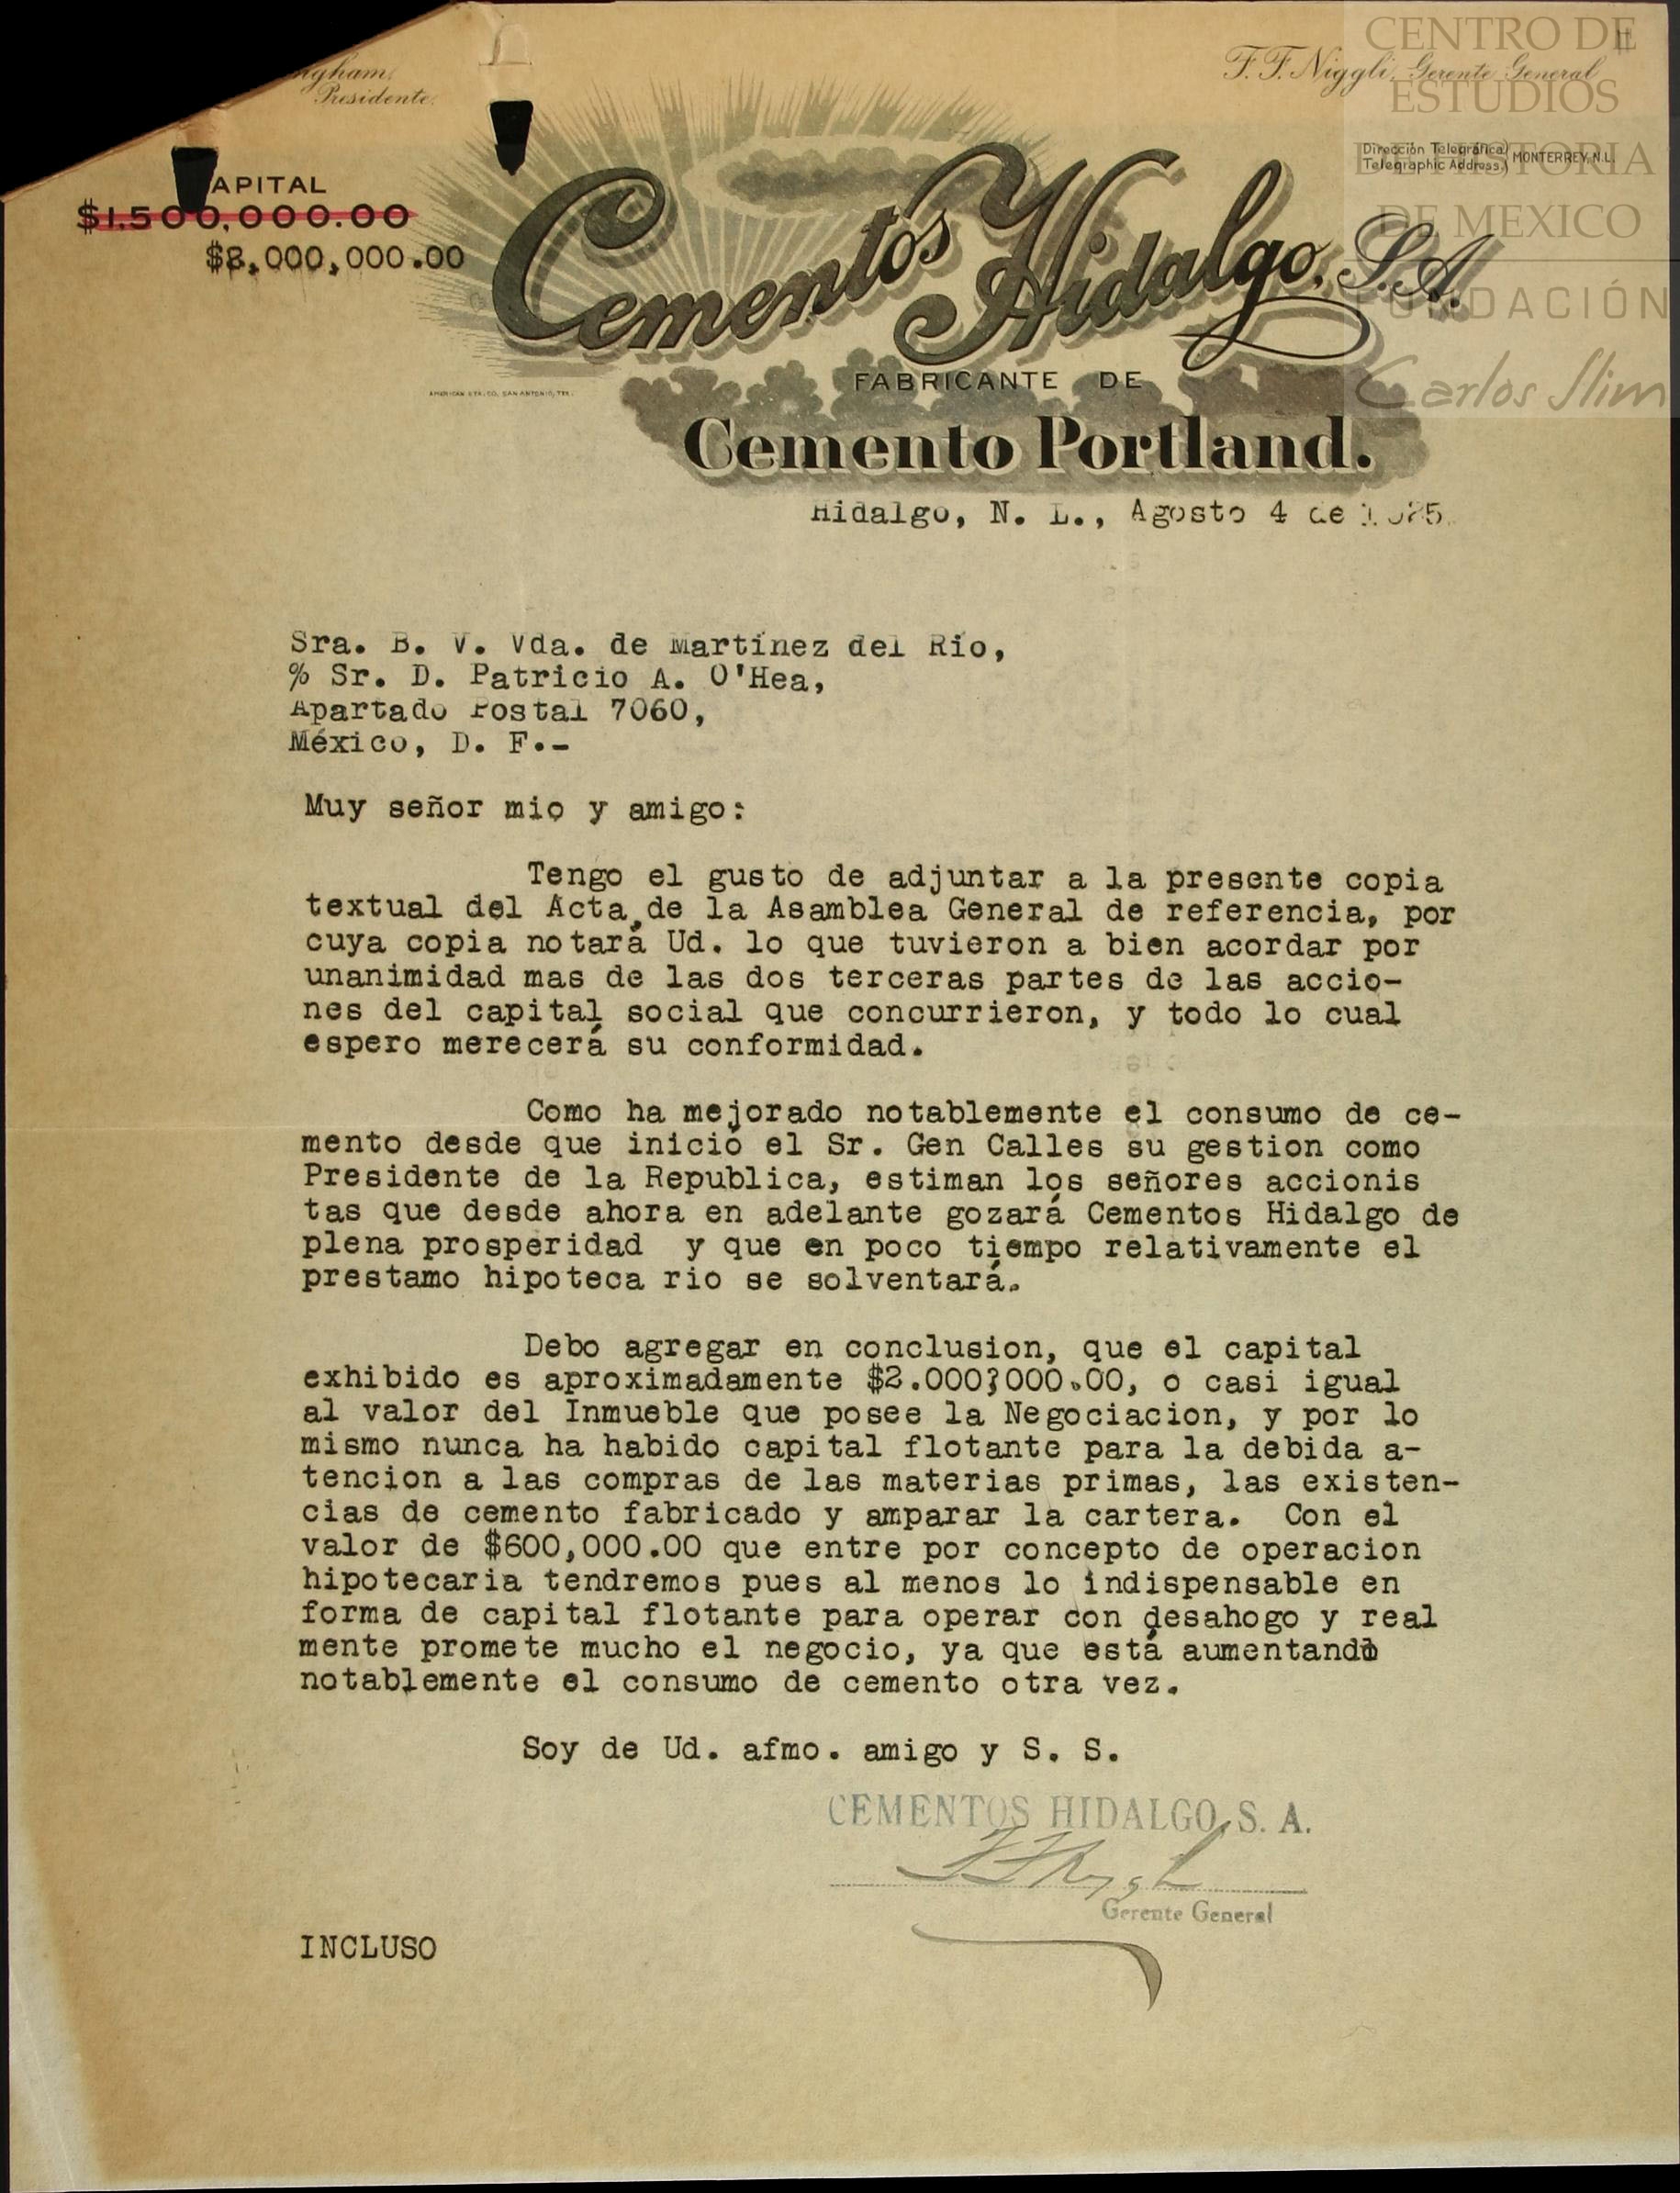 Presidente.
F. F. Niggli, Gerente General
CENTRO DE
ESTUDIOS
DE HISTORIA
DE MEXICO
FUNDACIÓN
Carlos Slim
Dirección Telegráfica
Telegraphic Address. MONTERREY, N.L.
APITAL
$1.500,000.00
$8,000,000.00
Cementos Hidalgo, S.A.
FABRICANTE DE
Cemento Portland.
Hidalgo, N. L., Agosto 4 de 1925.
Sra. B. V. Vda. de Martínez del Río,
% Sr. D. Patricio A. O'Hea,
Apartado Postal 7060,
México, D. F.-
Muy señor mio y amigo:
Tengo el gusto de adjuntar a la presente copia
textual del Acta de la Asamblea General de referencia, por
cuya copia notará Ud. lo que tuvieron a bien acordar por
unanimidad mas de las dos terceras partes de las accio-
nes del capital social que concurrieron, y todo lo cual
espero merecerá su conformidad.
Como ha mejorado notablemente el consumo de ce-
mento desde que inició el Sr. Gen Calles su gestion como
Presidente de la Republica, estiman los señores accionis
tas que desde ahora en adelante gozará Cementos Hidalgo de
plena prosperidad y que en poco tiempo relativamente el
prestamo hipoteca rio se solventará.
Debo agregar en conclusion, que el capital
exhibido es aproximadamente $2.000;000.00, o casi igual
al valor del Inmueble que posee la Negociacion, y por lo
mismo nunca ha habido capital flotante para la debida a-
tencion a las compras de las materias primas, las existen-
cias de cemento fabricado y amparar la cartera. Con el
valor de $600,000.00 que entre por concepto de operacion
hipotecaria tendremos pues al menos lo indispensable en
forma de capital flotante para operar con desahogo y real
mente promete mucho el negocio, ya que está aumentando
notablemente el consumo de cemento otra vez.
Soy de Ud. afmo. amigo y S. S.
CEMENTOS HIDALGO, S. A.
Gerente General
INCLUSO